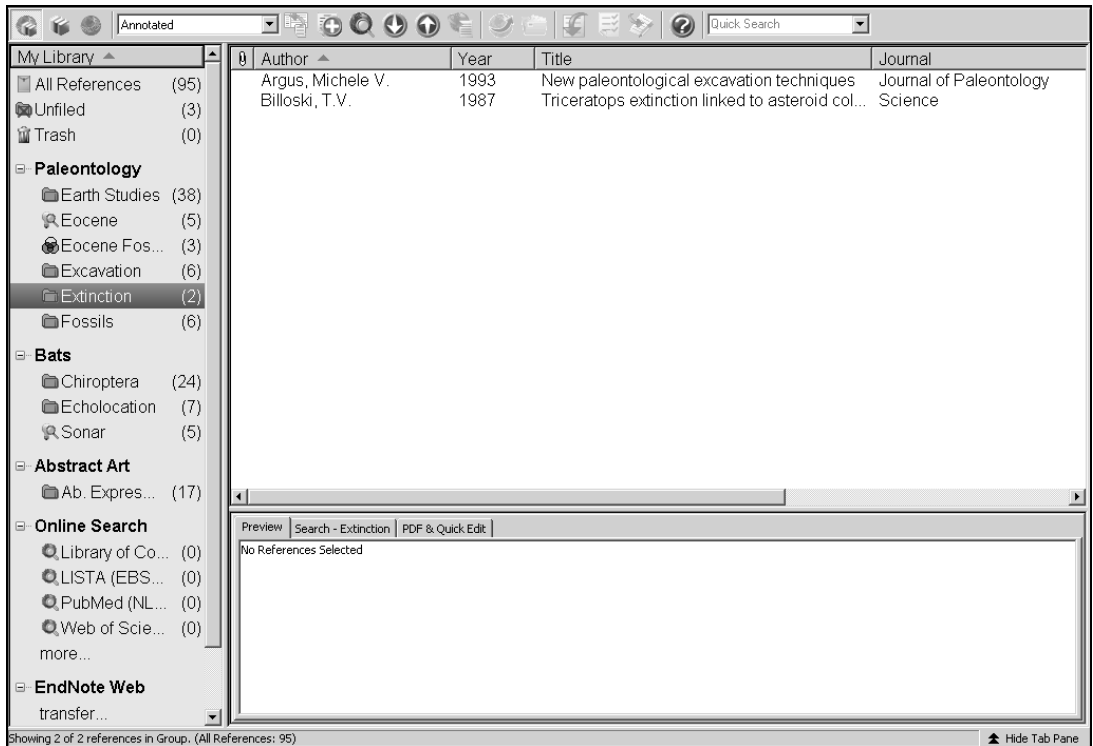 Annotated
Quick Search
My Library
All References (95)
Unfiled (3)
Trash (0)
Paleontology
Earth Studies (38)
Eocene (5)
Eocene Fos... (3)
Excavation (6)
Extinction (2)
Fossils (6)
Bats
Chiroptera (24)
Echolocation (7)
Sonar (5)
Abstract Art
Ab. Expres... (17)
Online Search
Library of Co... (0)
LISTA (EBS... (0)
PubMed (NL... (0)
Web of Scie... (0)
more...
EndNote Web
transfer...
Author Year Title Journal
Argus, Michele V. 1993 New paleontological excavation techniques Journal of Paleontology
Billoski, T.V. 1987 Triceratops extinction linked to asteroid col... Science
Preview Search - Extinction PDF & Quick Edit
No References Selected
Showing 2 of 2 references in Group. (All References: 95) Hide Tab Pane